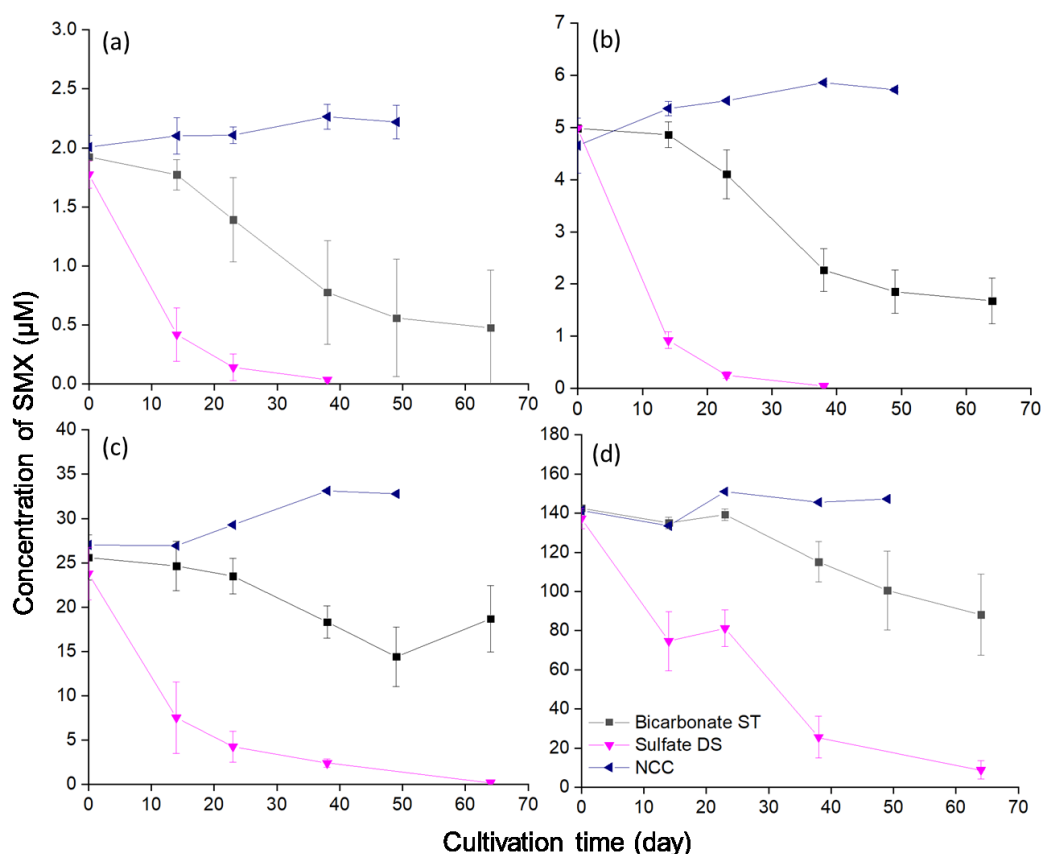 (a)
3.0
2.5
2.0
1.5
1.0
0.5
0.0
0 10 20 30 40 50 60 70
(b)
7
6
5
4
3
2
1
0
0 10 20 30 40 50 60 70
Concentration of SMX (µM)
(c)
40
35
30
25
20
15
10
5
0
0 10 20 30 40 50 60 70
(d)
180
160
140
120
100
80
60
40
20
0
Bicarbonate ST
Sulfate DS
NCC
0 10 20 30 40 50 60 70
Cultivation time (day)